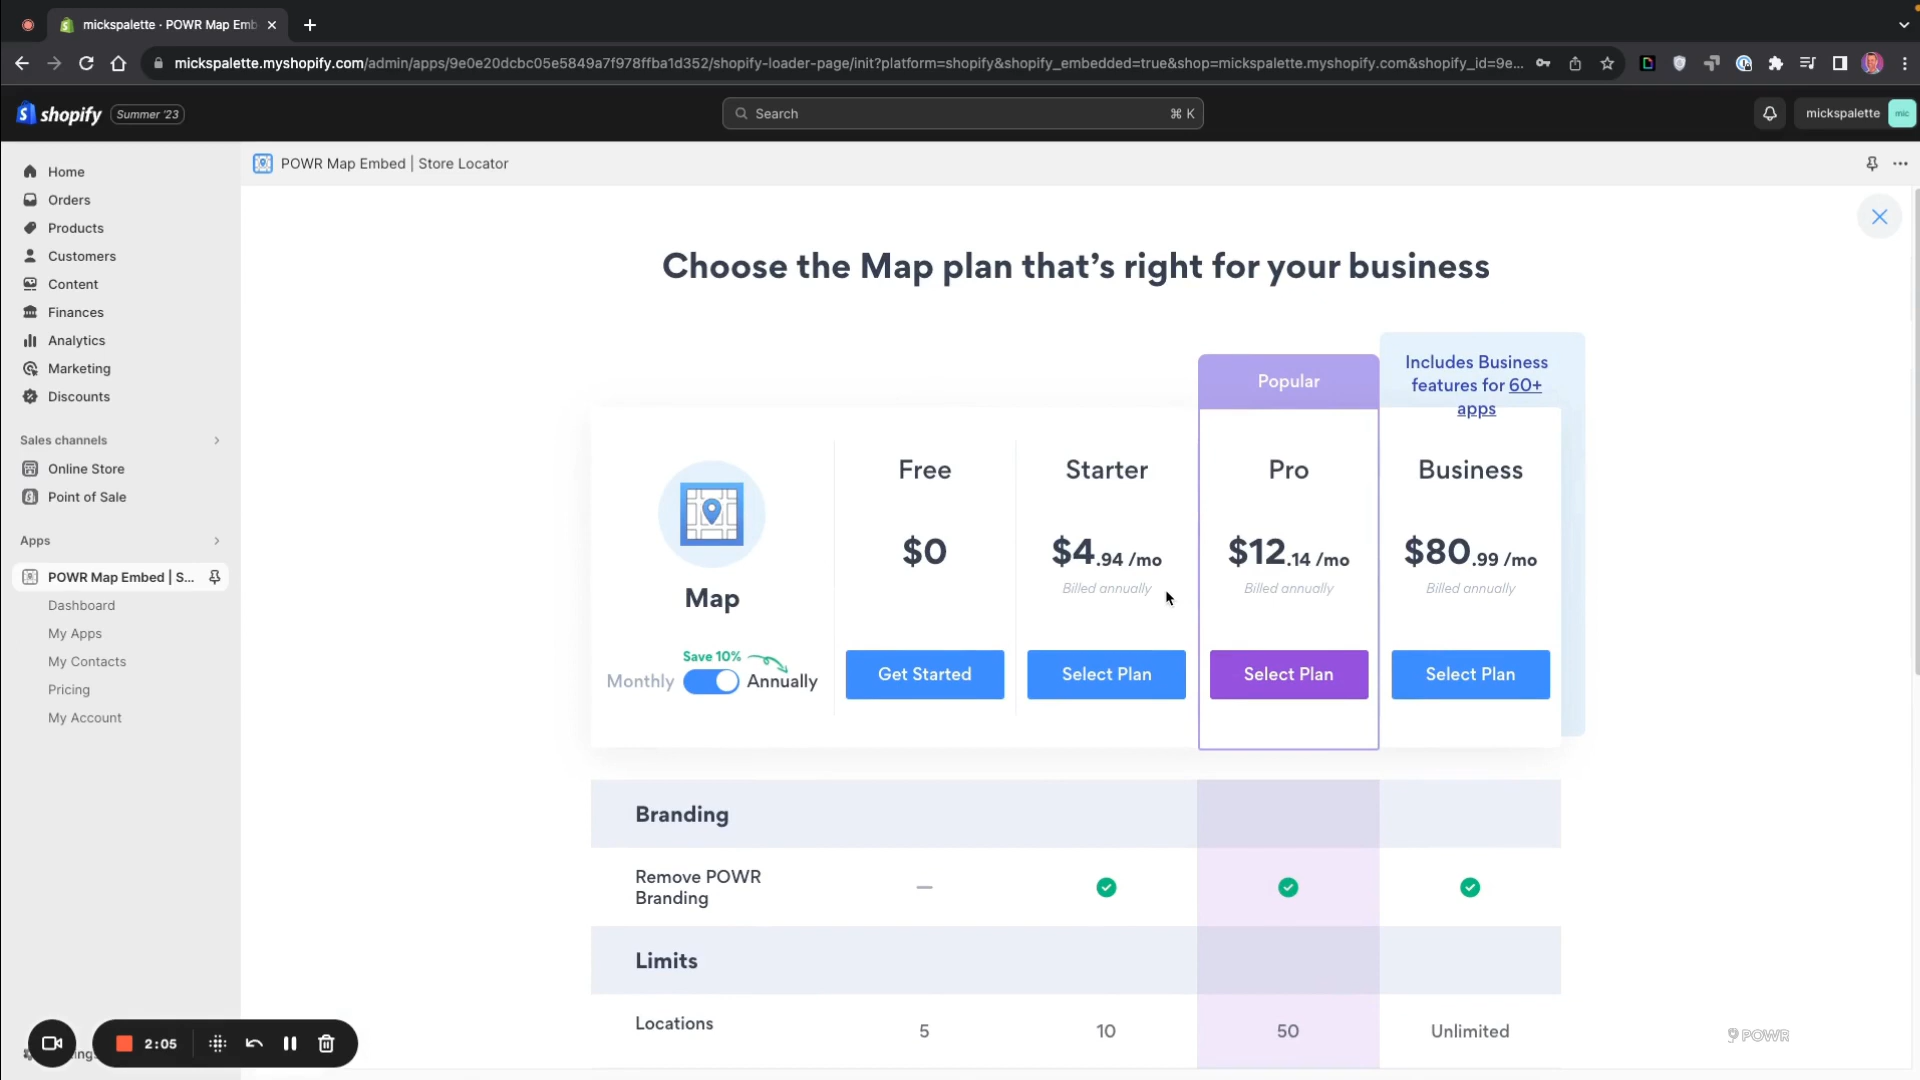 mickspalette · POWR Map Emb
mickspalette.myshopify.com/admin/apps/9e0e20dcbc05e5849a7f978ffba1d352/shopify-loader-page/init?platform=shopify&shopify_embedded=true&shop=mickspalette.myshopify.com&shopify_id=9e...
shopify
Summer '23
Search
⌘ K
mickspalette
mic
Home
Orders
Products
Customers
Content
Finances
Analytics
Marketing
Discounts
Sales channels
Online Store
Point of Sale
Apps
POWR Map Embed | S...
Dashboard
My Apps
My Contacts
Pricing
My Account
2:05
POWR Map Embed | Store Locator
Choose the Map plan that's right for your business
Popular
Includes Business
features for 60+
apps
Map
Save 10%
Monthly
Annually
Free
$0
Get Started
Starter
$4.94 /mo
Billed annually
Select Plan
Pro
$12.14 /mo
Billed annually
Select Plan
Business
$80.99 /mo
Billed annually
Select Plan
Branding
Remove POWR
Branding
Limits
Locations
5
10
50
Unlimited
POWR